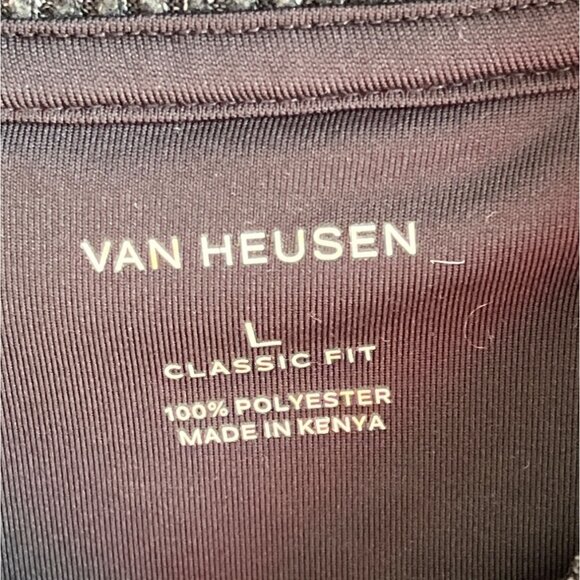 VAN HEUSEN
L
CLASSIC FIT
100% POLYESTER
MADE IN KENYA